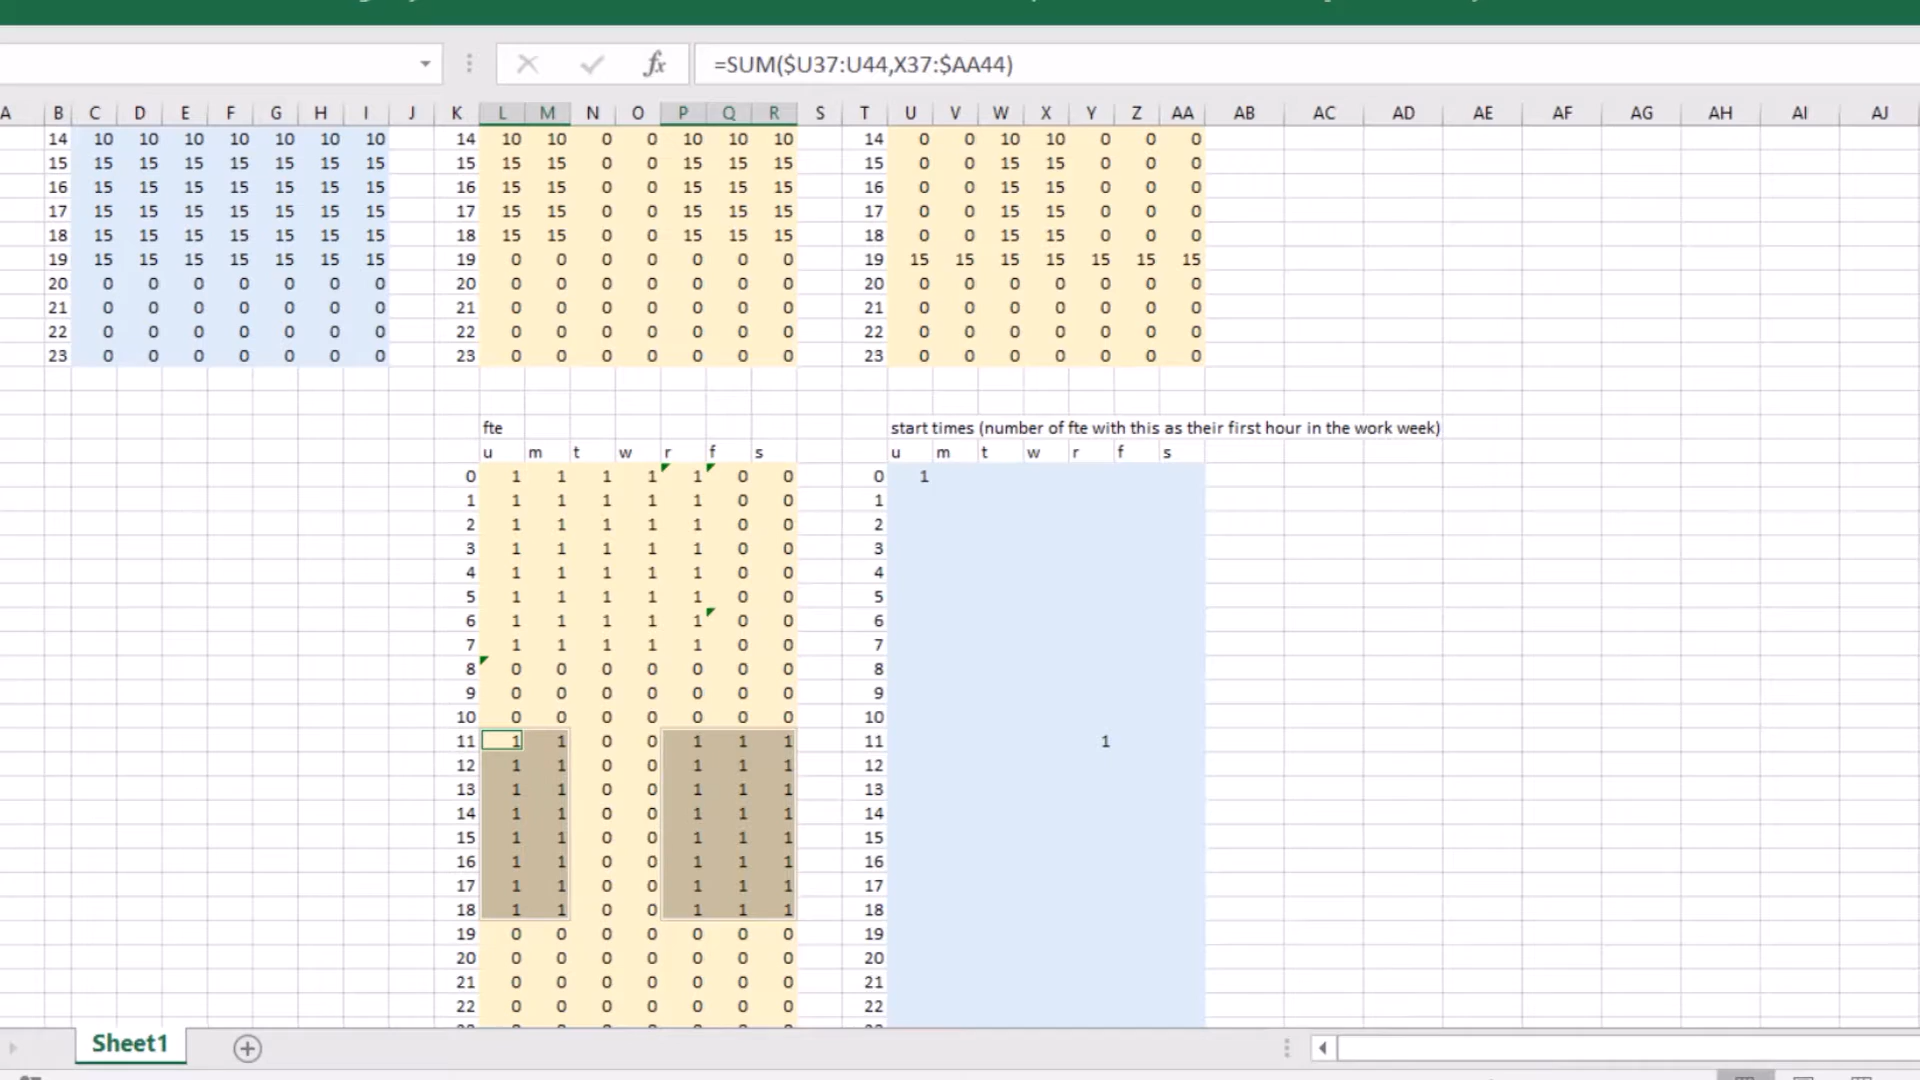 =SUM($U37:U44,X37:$AA44)
A B C D E F G H I J K L M N O P Q R S T U V W X Y Z AA AB AC AD AE AF AG AH AI AJ
14 10 10 10 10 10 10 10 14 10 10 0 0 10 10 10 14 0 0 10 10 0 0 0
15 15 15 15 15 15 15 15 15 15 15 0 0 15 15 15 15 0 0 15 15 0 0 0
16 15 15 15 15 15 15 15 16 15 15 0 0 15 15 15 16 0 0 15 15 0 0 0
17 15 15 15 15 15 15 15 17 15 15 0 0 15 15 15 17 0 0 15 15 0 0 0
18 15 15 15 15 15 15 15 18 15 15 0 0 15 15 15 18 0 0 15 15 0 0 0
19 15 15 15 15 15 15 15 19 0 0 0 0 0 0 0 19 15 15 15 15 15 15 15
20 0 0 0 0 0 0 0 20 0 0 0 0 0 0 0 20 0 0 0 0 0 0 0
21 0 0 0 0 0 0 0 21 0 0 0 0 0 0 0 21 0 0 0 0 0 0 0
22 0 0 0 0 0 0 0 22 0 0 0 0 0 0 0 22 0 0 0 0 0 0 0
23 0 0 0 0 0 0 0 23 0 0 0 0 0 0 0 23 0 0 0 0 0 0 0
fte start times (number of fte with this as their first hour in the work week)
u m t w r f s u m t w r f s
0 1 1 1 1 1 0 0 0 1
1 1 1 1 1 1 0 0 1
2 1 1 1 1 1 0 0 2
3 1 1 1 1 1 0 0 3
4 1 1 1 1 1 0 0 4
5 1 1 1 1 1 0 0 5
6 1 1 1 1 1 0 0 6
7 1 1 1 1 1 0 0 7
8 0 0 0 0 0 0 0 8
9 0 0 0 0 0 0 0 9
10 0 0 0 0 0 0 0 10
11 1 1 0 0 1 1 1 11 1
12 1 1 0 0 1 1 1 12
13 1 1 0 0 1 1 1 13
14 1 1 0 0 1 1 1 14
15 1 1 0 0 1 1 1 15
16 1 1 0 0 1 1 1 16
17 1 1 0 0 1 1 1 17
18 1 1 0 0 1 1 1 18
19 0 0 0 0 0 0 0 19
20 0 0 0 0 0 0 0 20
21 0 0 0 0 0 0 0 21
22 0 0 0 0 0 0 0 22
Sheet1